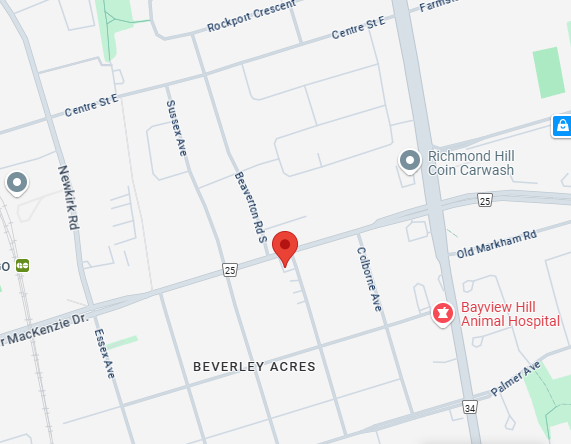 Rockport Crescent
Centre St E
Centre St E
Sussex Ave
Richmond Hill
Coin Carwash
Newkirk Rd
Beaverton Rd S
25
Old Markham Rd
GO
25
Colborne Ave
Bayview Hill
Animal Hospital
r MacKenzie Dr.
Essex Ave
BEVERLEY ACRES
Palmer Ave
34